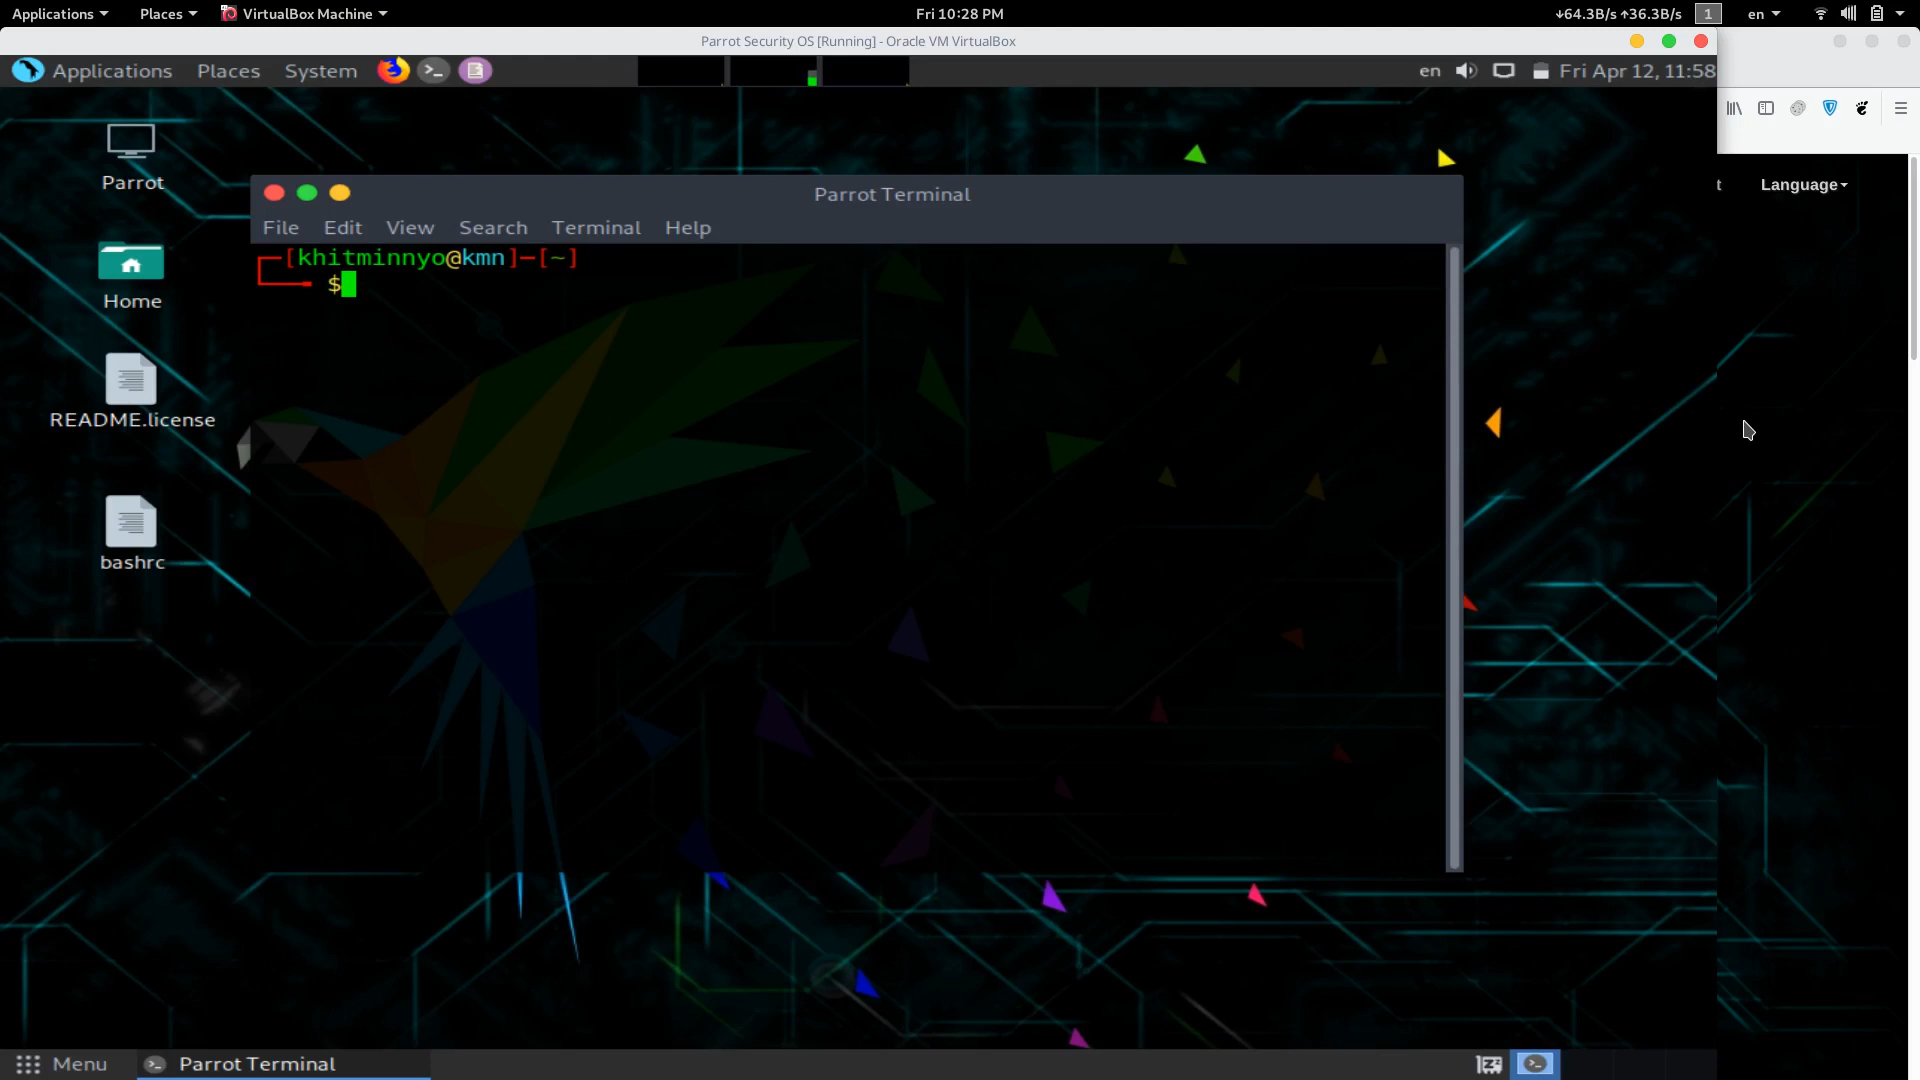 Applications Places VirtualBox Machine Fri 10:28 PM ↓64.3B/s ↑36.3B/s 1 en
Parrot Security OS [Running] - Oracle VM VirtualBox
Applications Places System en Fri Apr 12, 11:58
Parrot
t Language
Parrot Terminal
File Edit View Search Terminal Help
[khitminnyo@kmn]─[~]
$
Home
README.license
bashrc
Menu Parrot Terminal